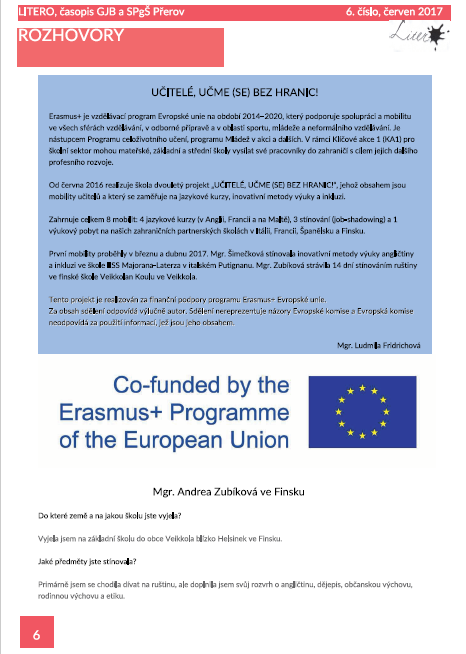 LITERO, časopis GJB a SPgŠ Přerov
6. číslo, červen 2017
ROZHOVORY
Liter
UČITELÉ, UČME (SE) BEZ HRANIC!
Erasmus+ je vzdělávací program Evropské unie na období 2014–2020, který podporuje spolupráci a mobilitu
ve všech sférách vzdělávání, v odborné přípravě a v oblasti sportu, mládeže a neformálního vzdělávání. Je
nástupcem Programu celoživotního učení, programu Mládež v akci a dalších. V rámci Klíčové akce 1 (KA1) pro
školní sektor mohou mateřské, základní a střední školy vysílat své pracovníky do zahraničí s cílem jejich dalšího
profesního rozvoje.
Od června 2016 realizuje škola dvouletý projekt „UČITELÉ, UČME (SE) BEZ HRANIC!", jehož obsahem jsou
mobility učitelů a který se zaměřuje na jazykové kurzy, inovativní metody výuky a inkluzi.
Zahrnuje celkem 8 mobilit: 4 jazykové kurzy (v Anglii, Francii a na Maltě), 3 stínování (job-shadowing) a 1
výukový pobyt na našich zahraničních partnerských školách v Itálii, Francii, Španělsku a Finsku.
První mobility proběhly v březnu a dubnu 2017. Mgr. Šimečková stínovala inovativní metody výuky angličtiny
a inkluzi ve škole IISS Majorana-Laterza v italském Putignanu. Mgr. Zubíková strávila 14 dní stínováním ruštiny
ve finské škole Veikkolan Koulu ve Veikkola.
Tento projekt je realizován za finanční podpory programu Erasmus+ Evropské unie.
Za obsah sdělení odpovídá výlučně autor. Sdělení nereprezentuje názory Evropské komise a Evropská komise
neodpovídá za použití informací, jež jsou jeho obsahem.
Mgr. Ludmila Fridrichová
Co-funded by the
Erasmus+ Programme
of the European Union
Mgr. Andrea Zubíková ve Finsku
Do které země a na jakou školu jste vyjela?
Vyjela jsem na základní školu do obce Veikkola blízko Helsinek ve Finsku.
Jaké předměty jste stínovala?
Primárně jsem se chodila dívat na ruštinu, ale doplnila jsem svůj rozvrh o angličtinu, dějepis, občanskou výchovu,
rodinnou výchovu a etiku.
6